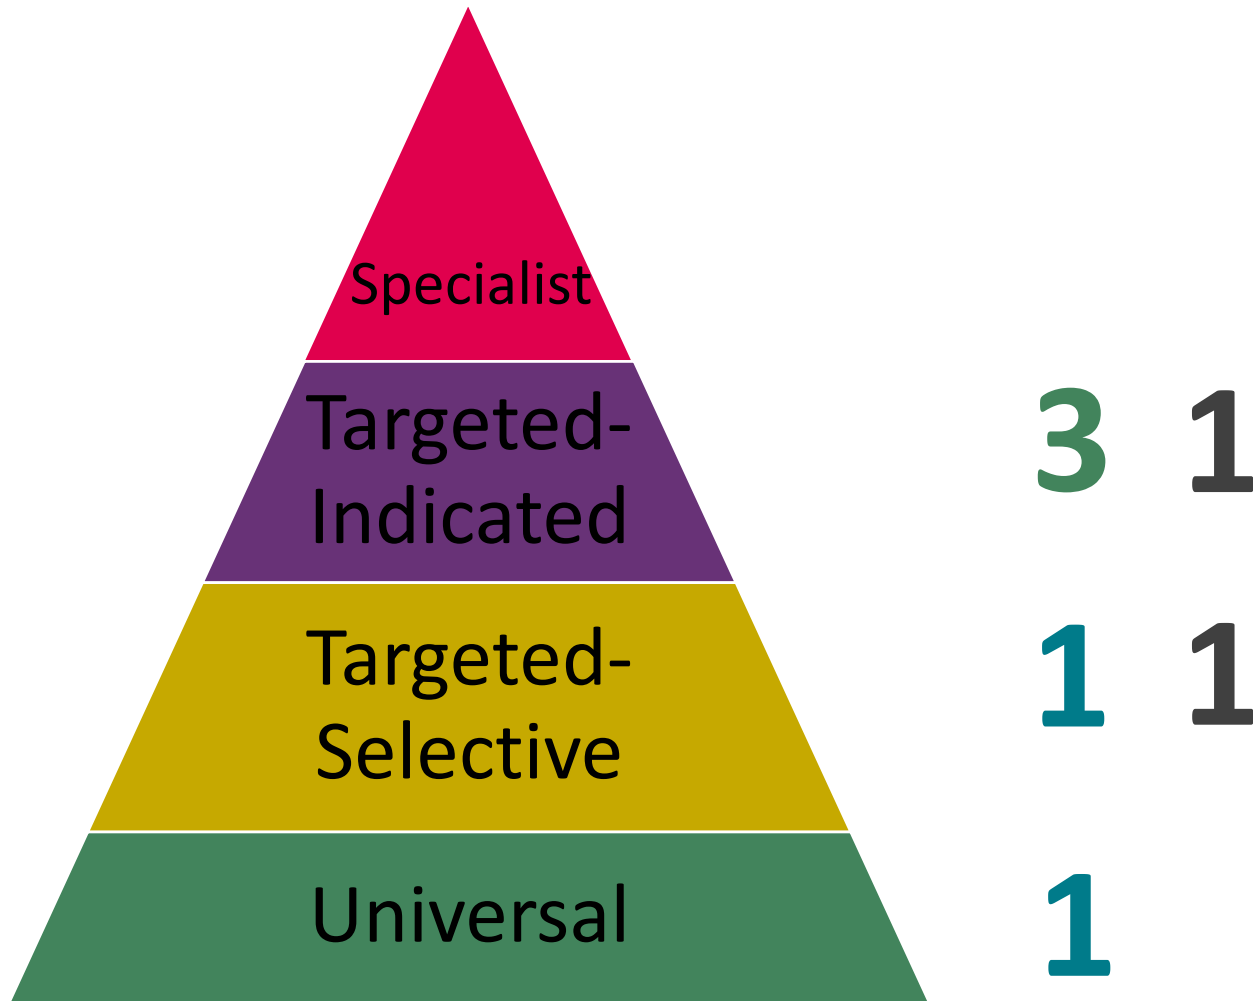 Specialist
Targeted-
Indicated
3 1
Targeted-
Selective
1 1
Universal
1